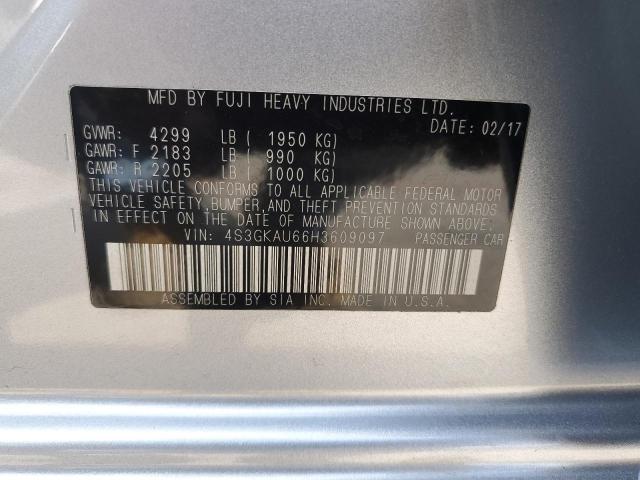 MFD BY FUJI HEAVY INDUSTRIES LTD.
DATE: 02/17
GVWR: 4299 LB ( 1950 KG)
GAWR: F 2183 LB ( 990 KG)
GAWR: R 2205 LB ( 1000 KG)
THIS VEHICLE CONFORMS TO ALL APPLICABLE FEDERAL MOTOR
VEHICLE SAFETY, BUMPER, AND THEFT PREVENTION STANDARDS
IN EFFECT ON THE DATE OF MANUFACTURE SHOWN ABOVE.
VIN: 4S3GKAU66H3609097 PASSENGER CAR
ASSEMBLED BY SIA INC. MADE IN U.S.A.